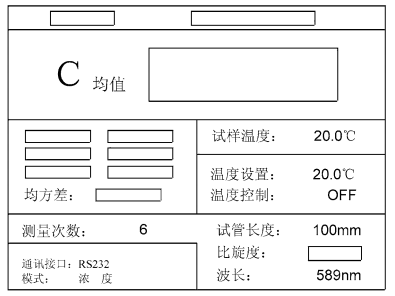 C 均值
试样温度： 20.0℃
温度设置： 20.0℃
均方差：
温度控制： OFF
测量次数： 6
试管长度： 100mm
比旋度：
通讯接口：RS232
模式： 浓 度
波长： 589nm